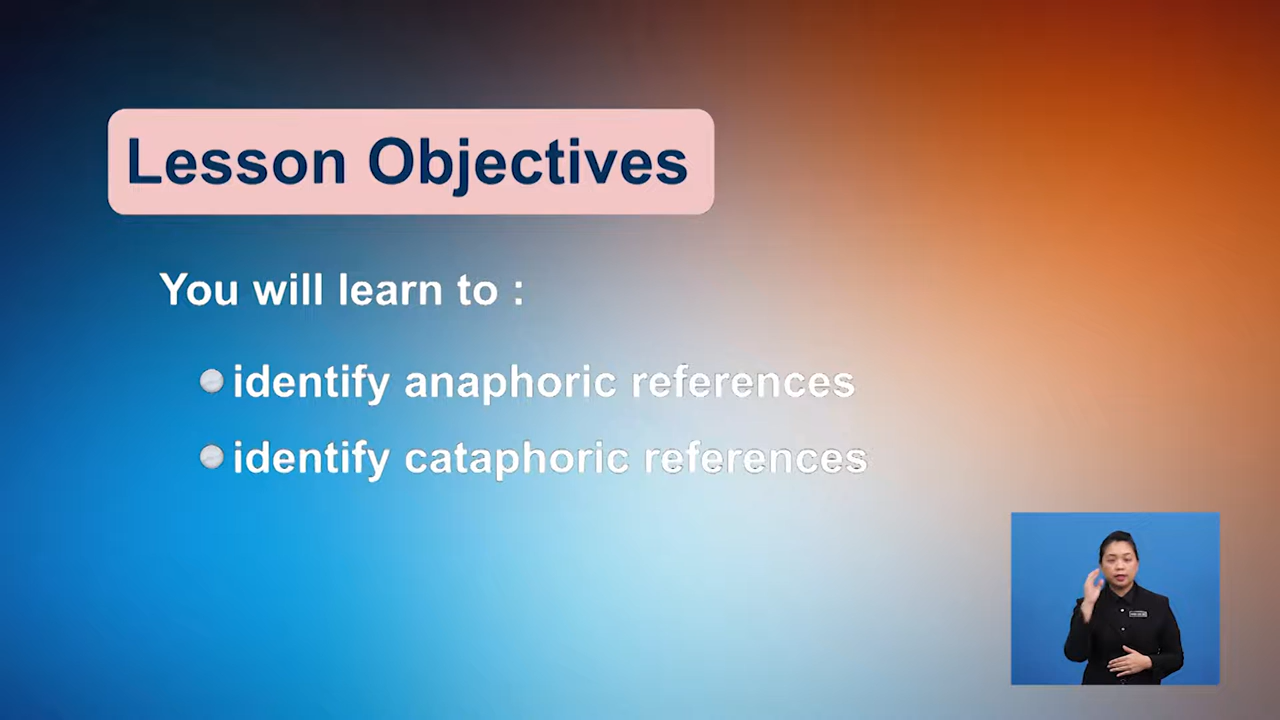 Lesson Objectives
You will learn to :
identify anaphoric references
identify cataphoric references